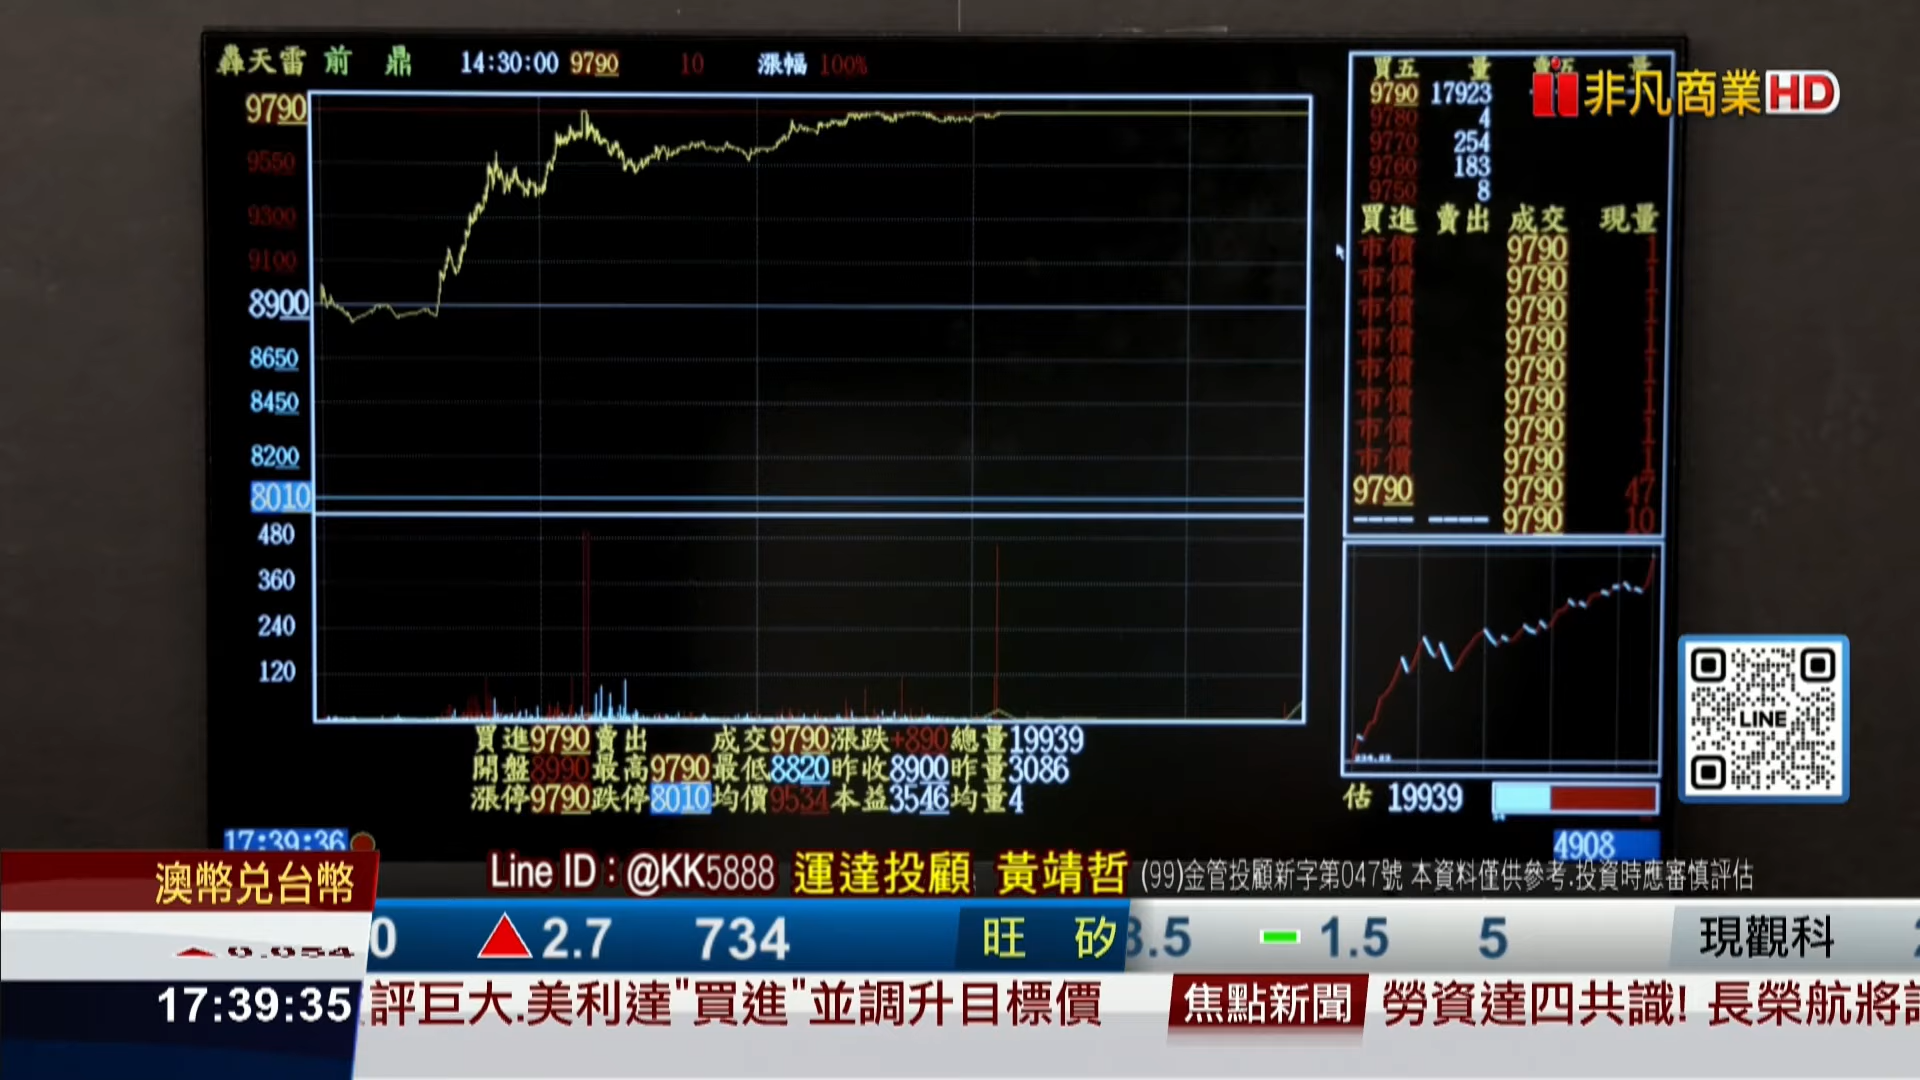 轟天雷 前 鼎 14:30:00 9790 10 漲幅 100%
非凡商業HD
買五 量
9790 17923
9780 4
9770 254
9760 183
9750 8
買進 賣出 成交 現量
市價 9790 1
市價 9790 1
市價 9790 1
市價 9790 1
市價 9790 1
市價 9790 1
市價 9790 1
市價 9790 1
9790 9790 47
---- ---- 9790 10
9790
9550
9300
9100
8900
8650
8450
8200
8010
480
360
240
120
買進9790賣出 成交9790漲跌+890總量19939
開盤8990最高9790最低8820昨收8900昨量3086
漲停9790跌停8010均價9534本益3546均量4
估 19939
4908
LINE
17:39:36
Line ID : @KK5888 運達投顧 黃靖哲 (99)金管投顧新字第047號 本資料僅供參考.投資時應審慎評估
澳幣兌台幣
0 ▲2.7 734 旺 矽 3.5 1.5 5 現觀科
17:39:35
評巨大.美利達"買進"並調升目標價 焦點新聞 勞資達四共識! 長榮航將